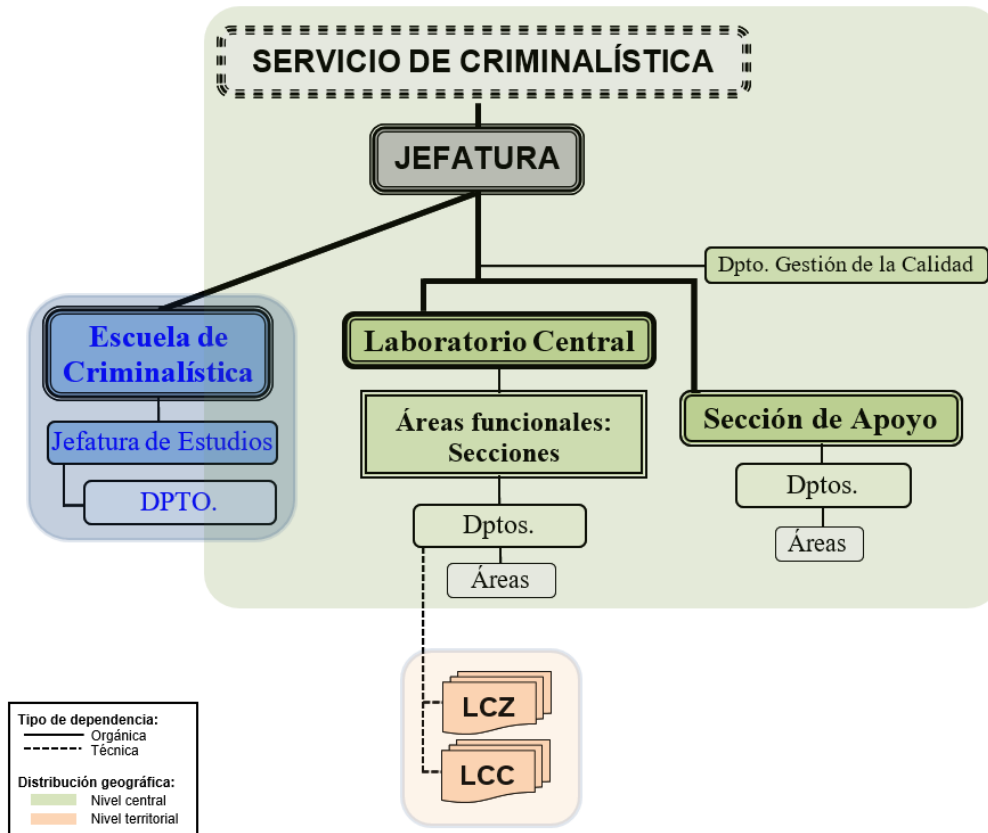 SERVICIO DE CRIMINALÍSTICA
JEFATURA
Dpto. Gestión de la Calidad
Escuela de
Criminalística
Jefatura de Estudios
DPTO.
Laboratorio Central
Áreas funcionales:
Secciones
Dptos.
Áreas
Sección de Apoyo
Dptos.
Áreas
LCZ
LCC
Tipo de dependencia:
Orgánica
Técnica
Distribución geográfica:
Nivel central
Nivel territorial